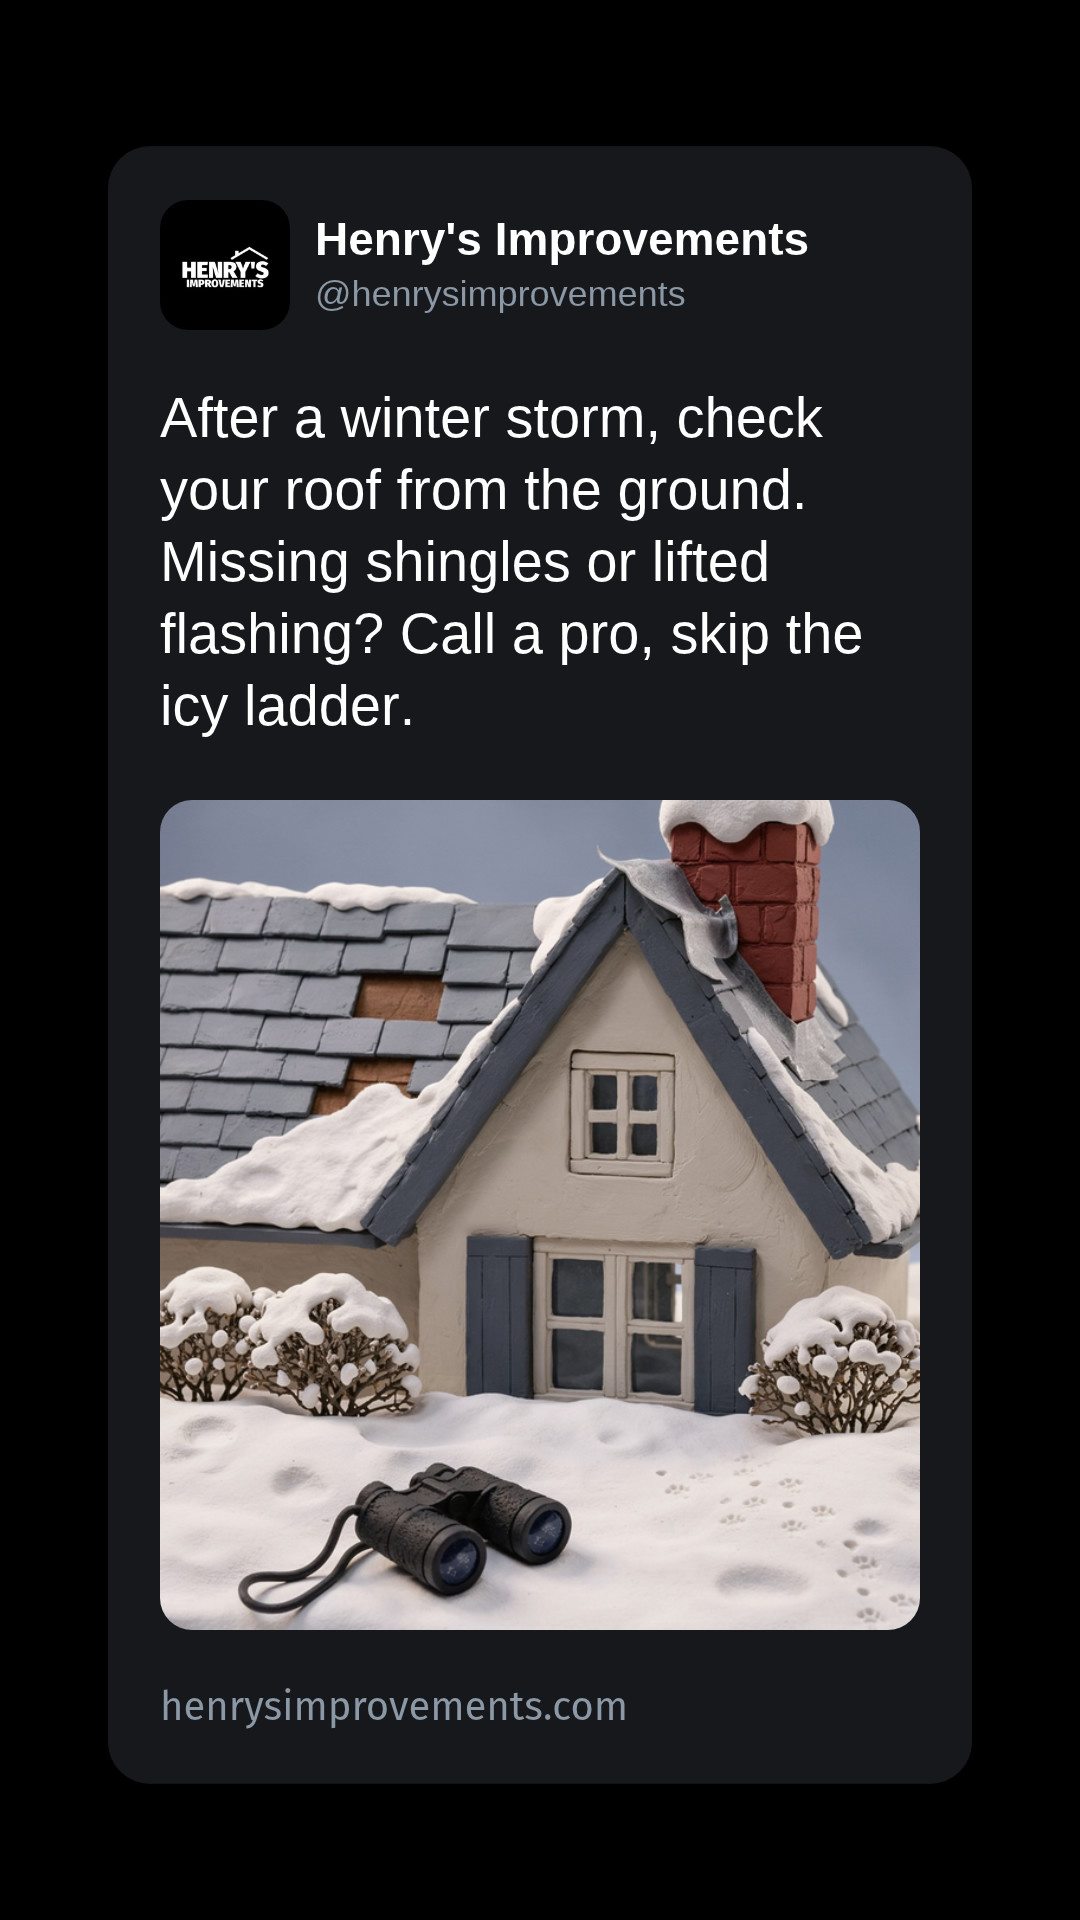 HENRY'S
IMPROVEMENTS
Henry's Improvements
@henrysimprovements
After a winter storm, check
your roof from the ground.
Missing shingles or lifted
flashing? Call a pro, skip the
icy ladder.
henrysimprovements.com